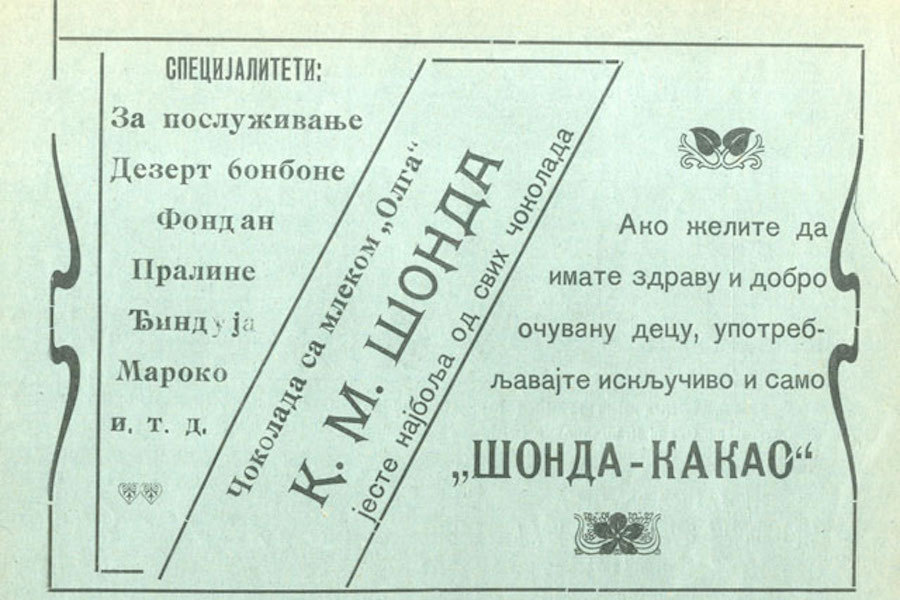 СПЕЦИЈАЛИТЕТИ:
За послуживање
Дезерт бонбоне
Фондан
Пралине
Ђиндуја
Мароко
и. т. д.
Чоколада са млеком „Олга“
К. М. ШОНДА
јесте најбоља од свих чоколада
Ако желите да
имате здраву и добро
очувану децу, употреб-
љавајте искључиво и само
„ШОНДА-КАКАО“